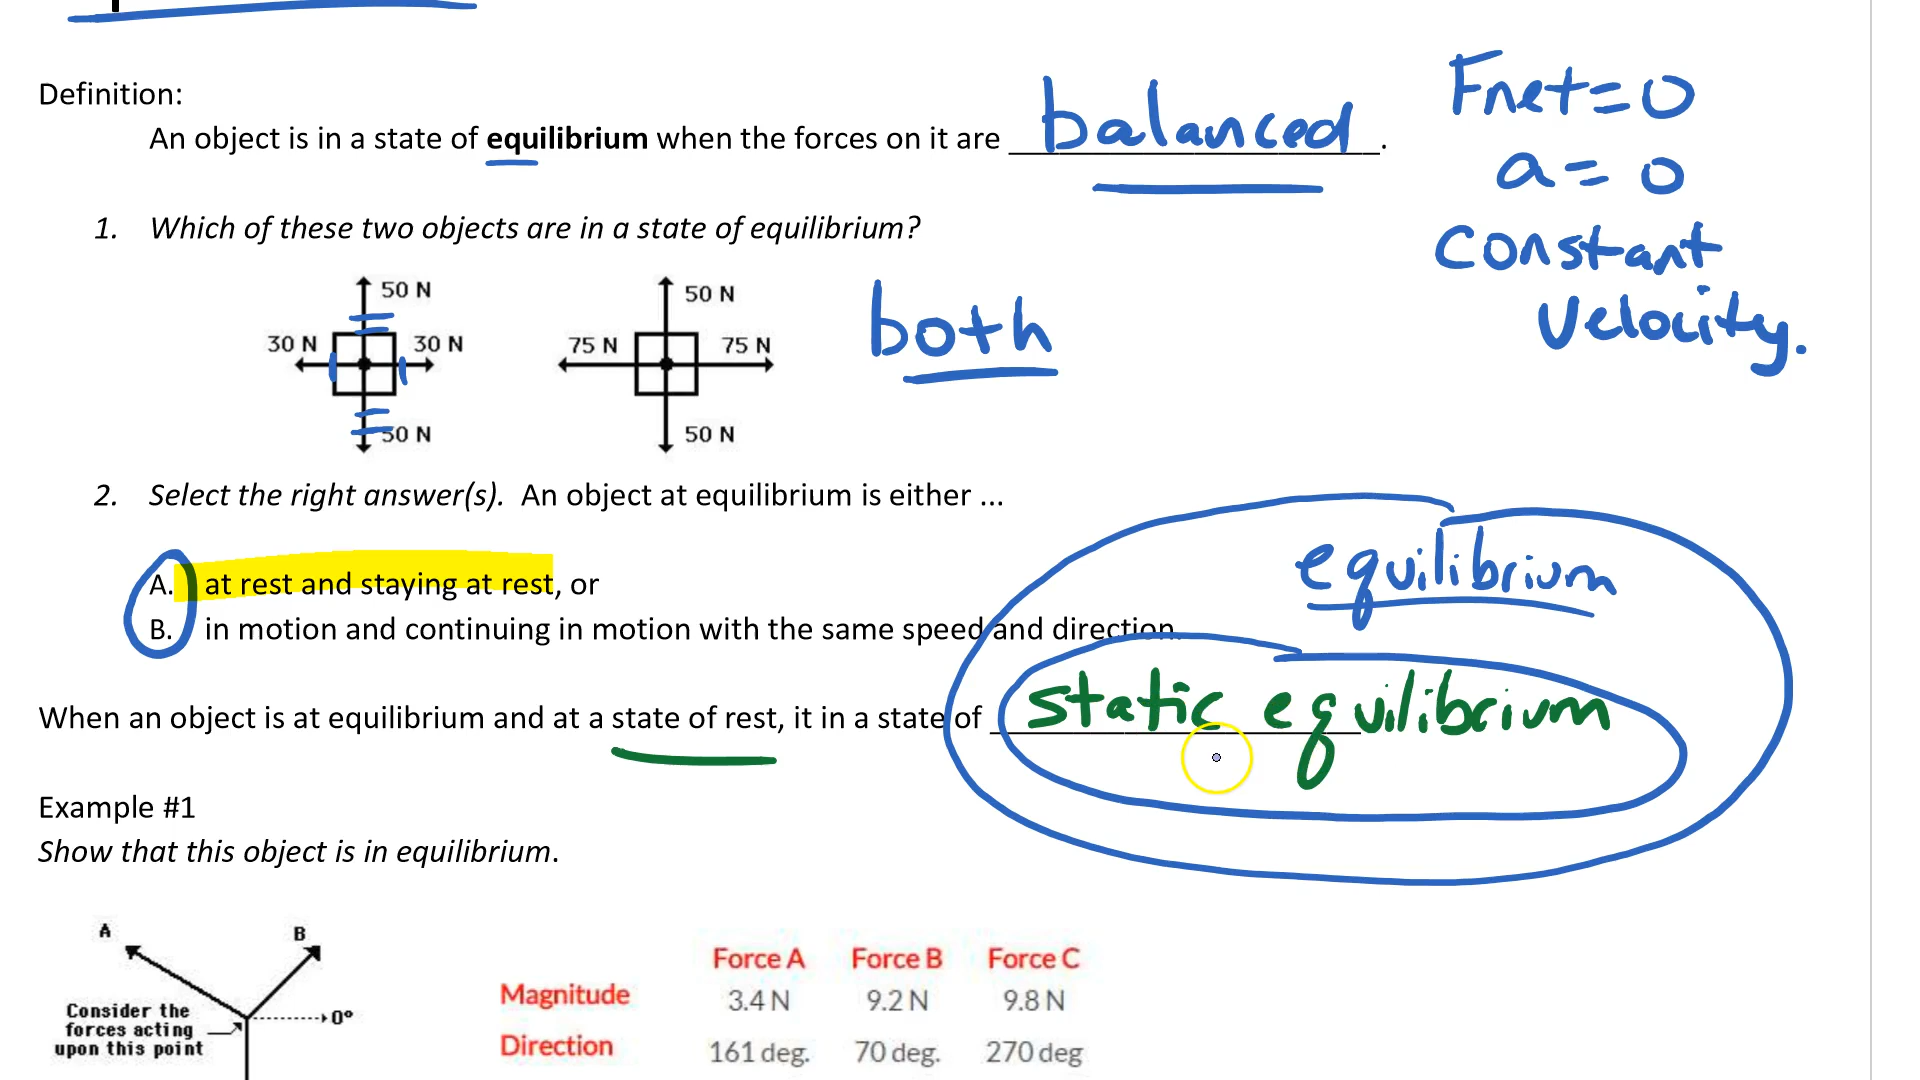 Definition:
An object is in a state of equilibrium when the forces on it are balanced.
Fnet=0
a=0
constant
velocity.
1. Which of these two objects are in a state of equilibrium?
50 N 50 N
30 N 30 N 75 N 75 N
both
50 N 50 N
2. Select the right answer(s). An object at equilibrium is either ...
A. at rest and staying at rest, or
B. in motion and continuing in motion with the same speed and direction.
equilibrium
When an object is at equilibrium and at a state of rest, it in a state of static equilibrium
Example #1
Show that this object is in equilibrium.
A B
Consider the
forces acting
upon this point
0°
Force A Force B Force C
Magnitude 3.4 N 9.2 N 9.8 N
Direction 161 deg. 70 deg. 270 deg